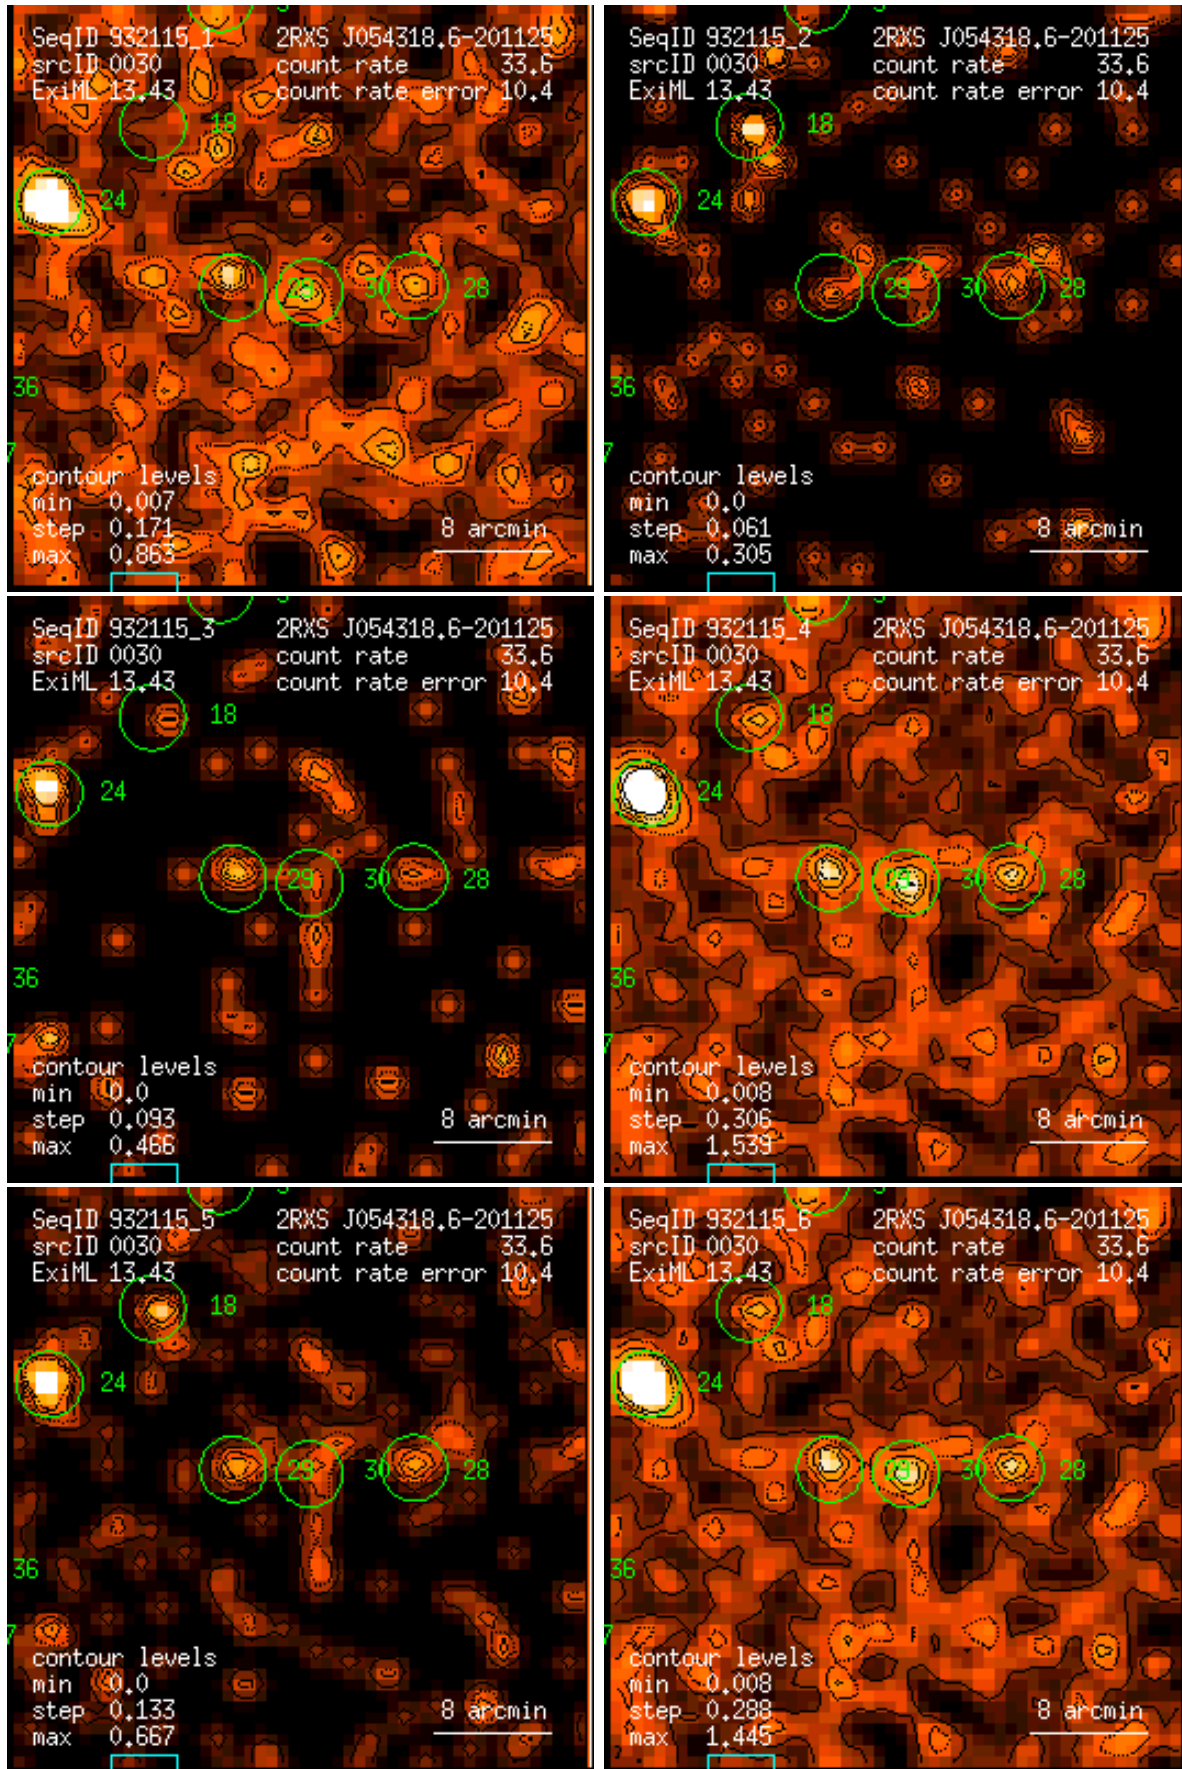 SeqID 932115_1 2RXS J054318.6-201125
srcID 0030 count rate 33.6
ExiML 13.43 count rate error 10.4
18
24
29 30 28
36
7
contour levels
min 0.007
step 0.171 8 arcmin
max 0.863
SeqID 932115_2 2RXS J054318.6-201125
srcID 0030 count rate 33.6
ExiML 13.43 count rate error 10.4
18
24
29 30 28
36
7
contour levels
min 0.0
step 0.061 8 arcmin
max 0.305
SeqID 932115_3 2RXS J054318.6-201125
srcID 0030 count rate 33.6
ExiML 13.43 count rate error 10.4
18
24
29 30 28
36
7
contour levels
min 0.0
step 0.093 8 arcmin
max 0.466
SeqID 932115_4 2RXS J054318.6-201125
srcID 0030 count rate 33.6
ExiML 13.43 count rate error 10.4
18
24
29 30 28
36
7
contour levels
min 0.008
step 0.306 8 arcmin
max 1.539
SeqID 932115_5 2RXS J054318.6-201125
srcID 0030 count rate 33.6
ExiML 13.43 count rate error 10.4
18
24
29 30 28
36
7
contour levels
min 0.0
step 0.133 8 arcmin
max 0.667
SeqID 932115_6 2RXS J054318.6-201125
srcID 0030 count rate 33.6
ExiML 13.43 count rate error 10.4
18
24
29 30 28
36
7
contour levels
min 0.008
step 0.288 8 arcmin
max 1.445